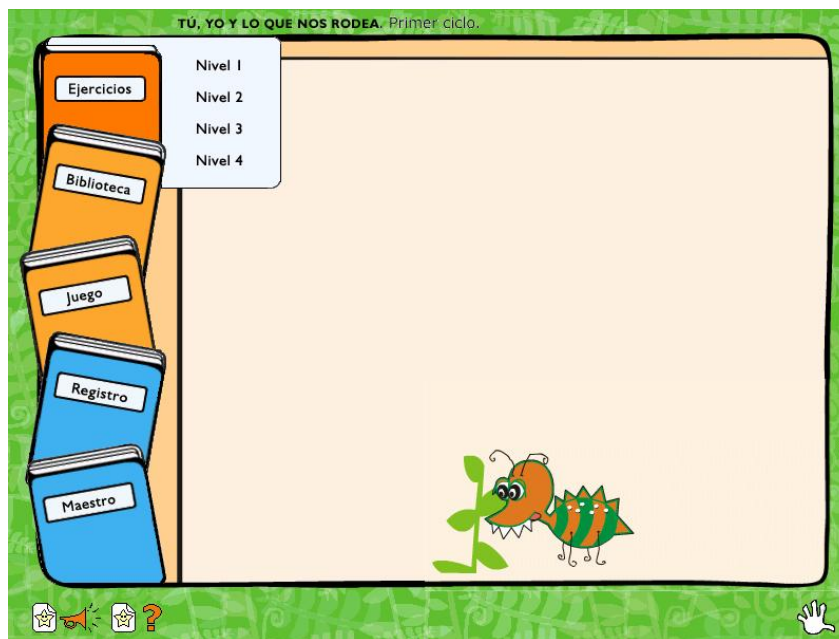 TÚ, YO Y LO QUE NOS RODEA. Primer ciclo.
Ejercicios
Nivel 1
Nivel 2
Nivel 3
Nivel 4
Biblioteca
Juego
Registro
Maestro
?